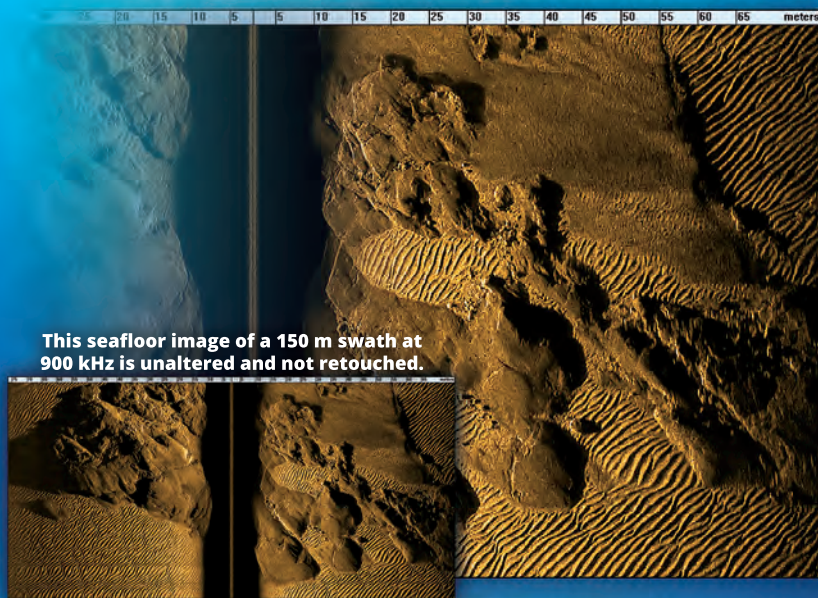 25 20 15 10 5 5 10 15 20 25 30 35 40 45 50 55 60 65 meters
This seafloor image of a 150 m swath at
900 kHz is unaltered and not retouched.